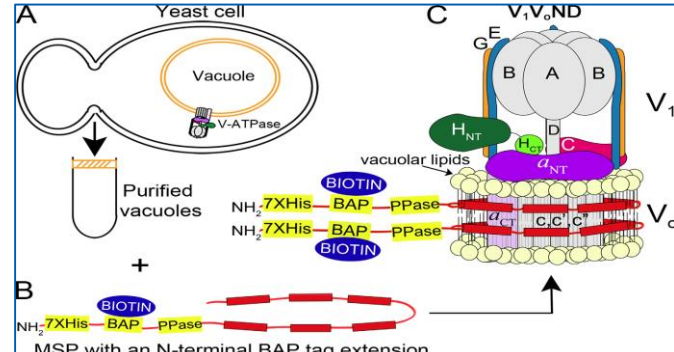 A
Yeast cell
Vacuole
V-ATPase
Purified
vacuoles
+
B
BIOTIN
NH2-7XHis-BAP-PPase
MSP with an N-terminal BAP tag extension
C
V1VoND
G E
B A B
D
HNT
HCT
C
aNT
V1
vacuolar lipids
BIOTIN
NH2-7XHis-BAP-PPase
aCT
c,c',c"
NH2-7XHis-BAP-PPase
BIOTIN
Vo